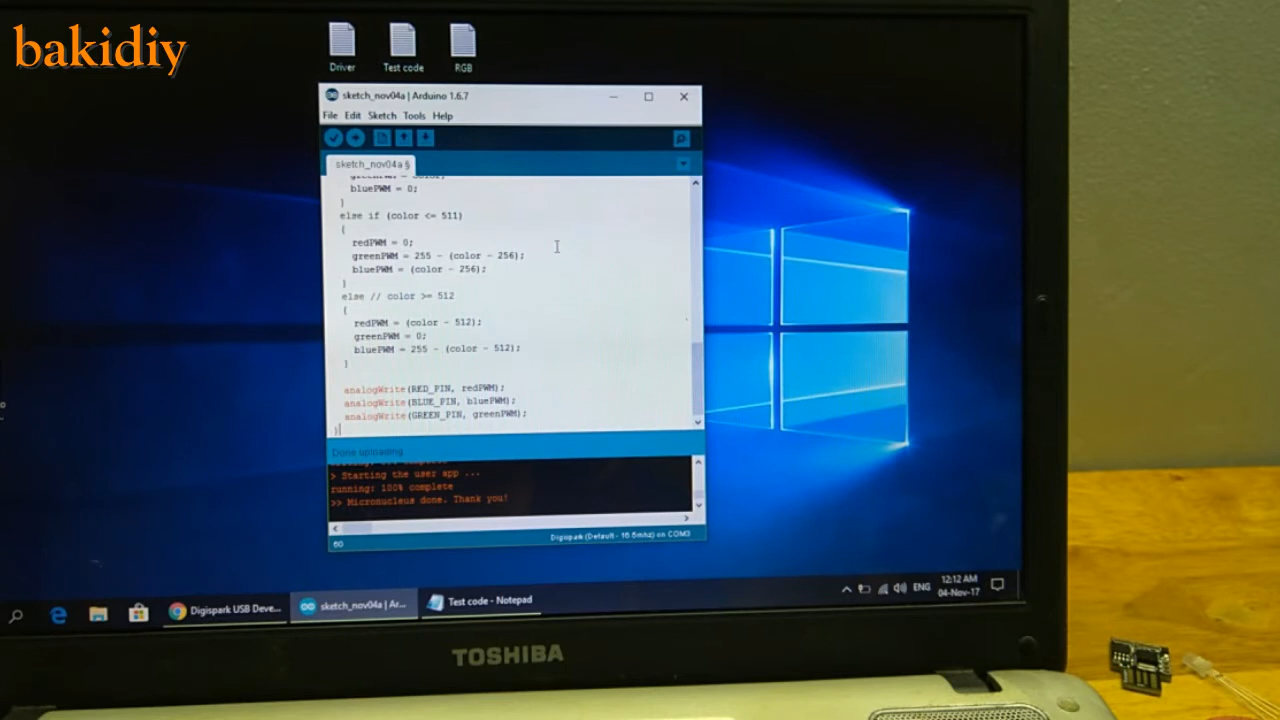 bakidiy
Driver
Test code
RGB
sketch_nov04a | Arduino 1.6.7
File Edit Sketch Tools Help
sketch_nov04a §
greenPWM = color;
bluePWM = 0;
}
else if (color <= 511)
{
redPWM = 0;
greenPWM = 255 - (color - 256);
bluePWM = (color - 256);
}
else // color >= 512
{
redPWM = (color - 512);
greenPWM = 0;
bluePWM = 255 - (color - 512);
}
analogWrite(RED_PIN, redPWM);
analogWrite(BLUE_PIN, bluePWM);
analogWrite(GREEN_PIN, greenPWM);
}
Done uploading.
> Starting the user app ...
running: 100% complete
>> Micronucleus done. Thank you!
60
Digispark (Default - 16.5mhz) on COM3
Digispark USB Deve...
sketch_nov04a | Ar...
Test code - Notepad
ENG
12:12 AM
04-Nov-17
TOSHIBA